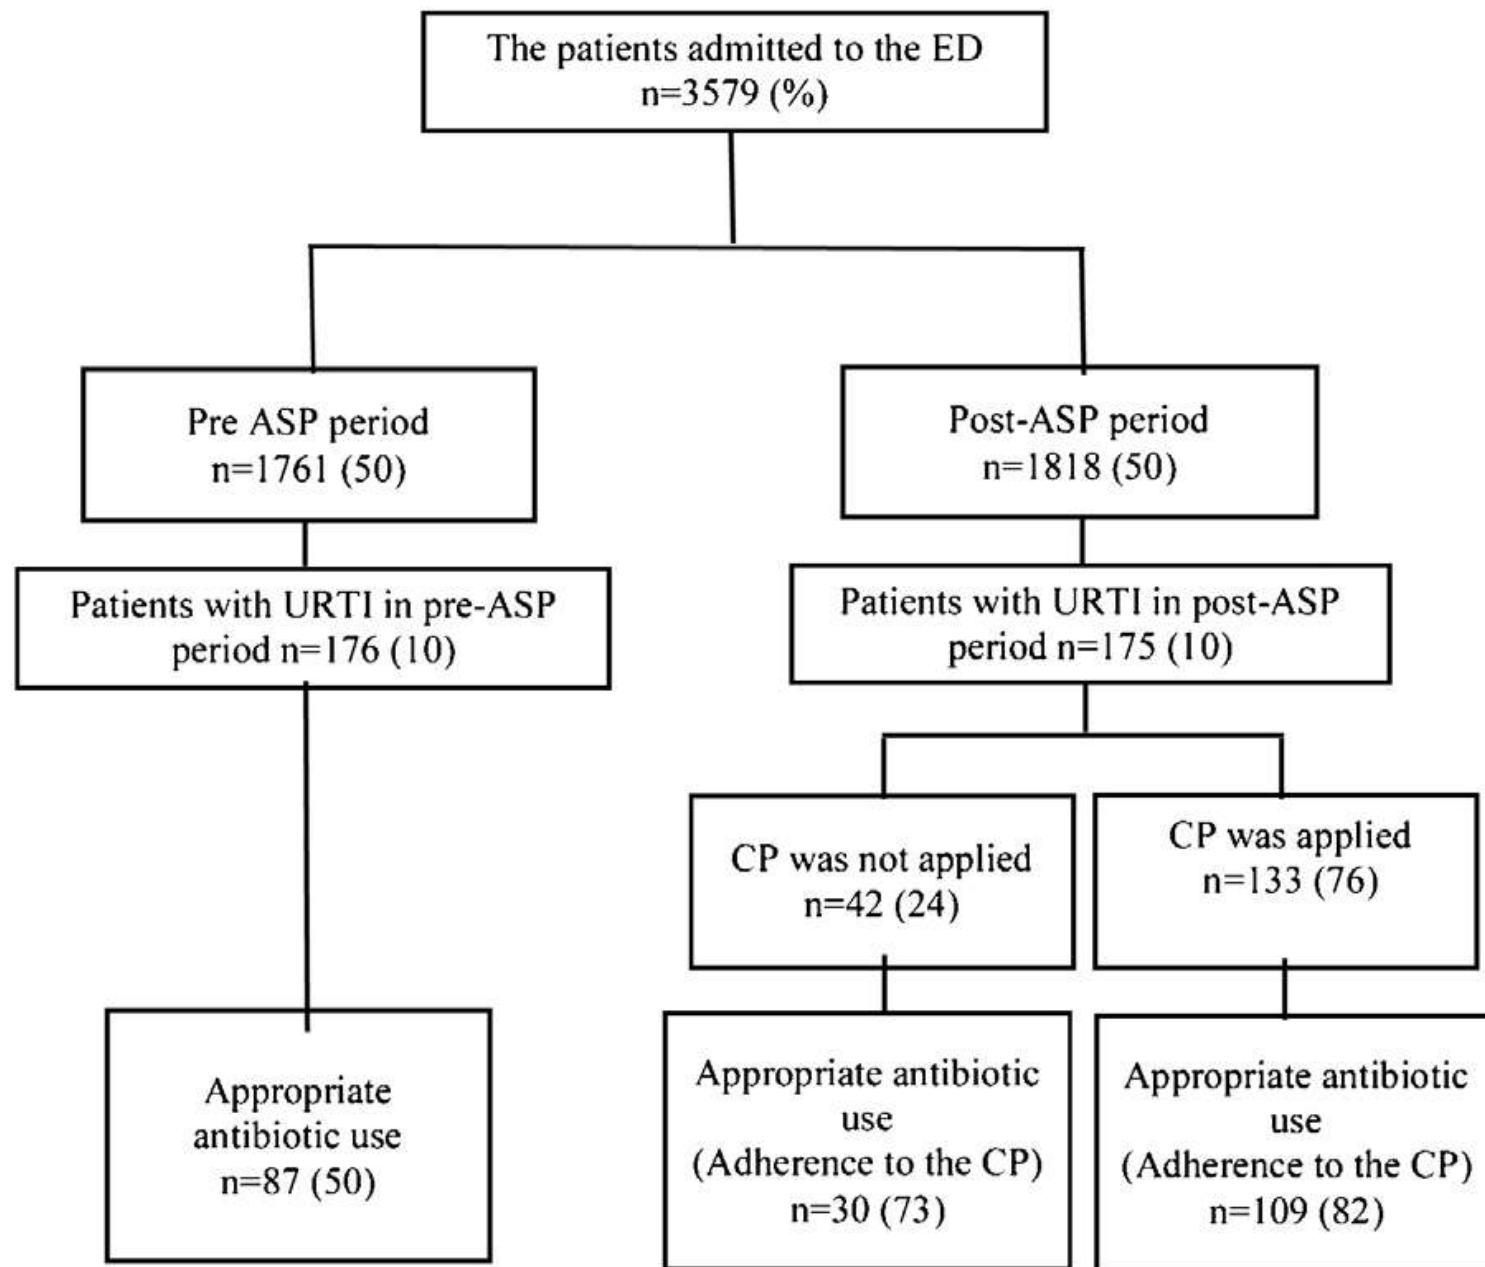 The patients admitted to the ED
n=3579 (%)
Pre ASP period
n=1761 (50)
Post-ASP period
n=1818 (50)
Patients with URTI in pre-ASP
period n=176 (10)
Patients with URTI in post-ASP
period n=175 (10)
CP was not applied
n=42 (24)
CP was applied
n=133 (76)
Appropriate
antibiotic use
n=87 (50)
Appropriate antibiotic
use
(Adherence to the CP)
n=30 (73)
Appropriate antibiotic
use
(Adherence to the CP)
n=109 (82)